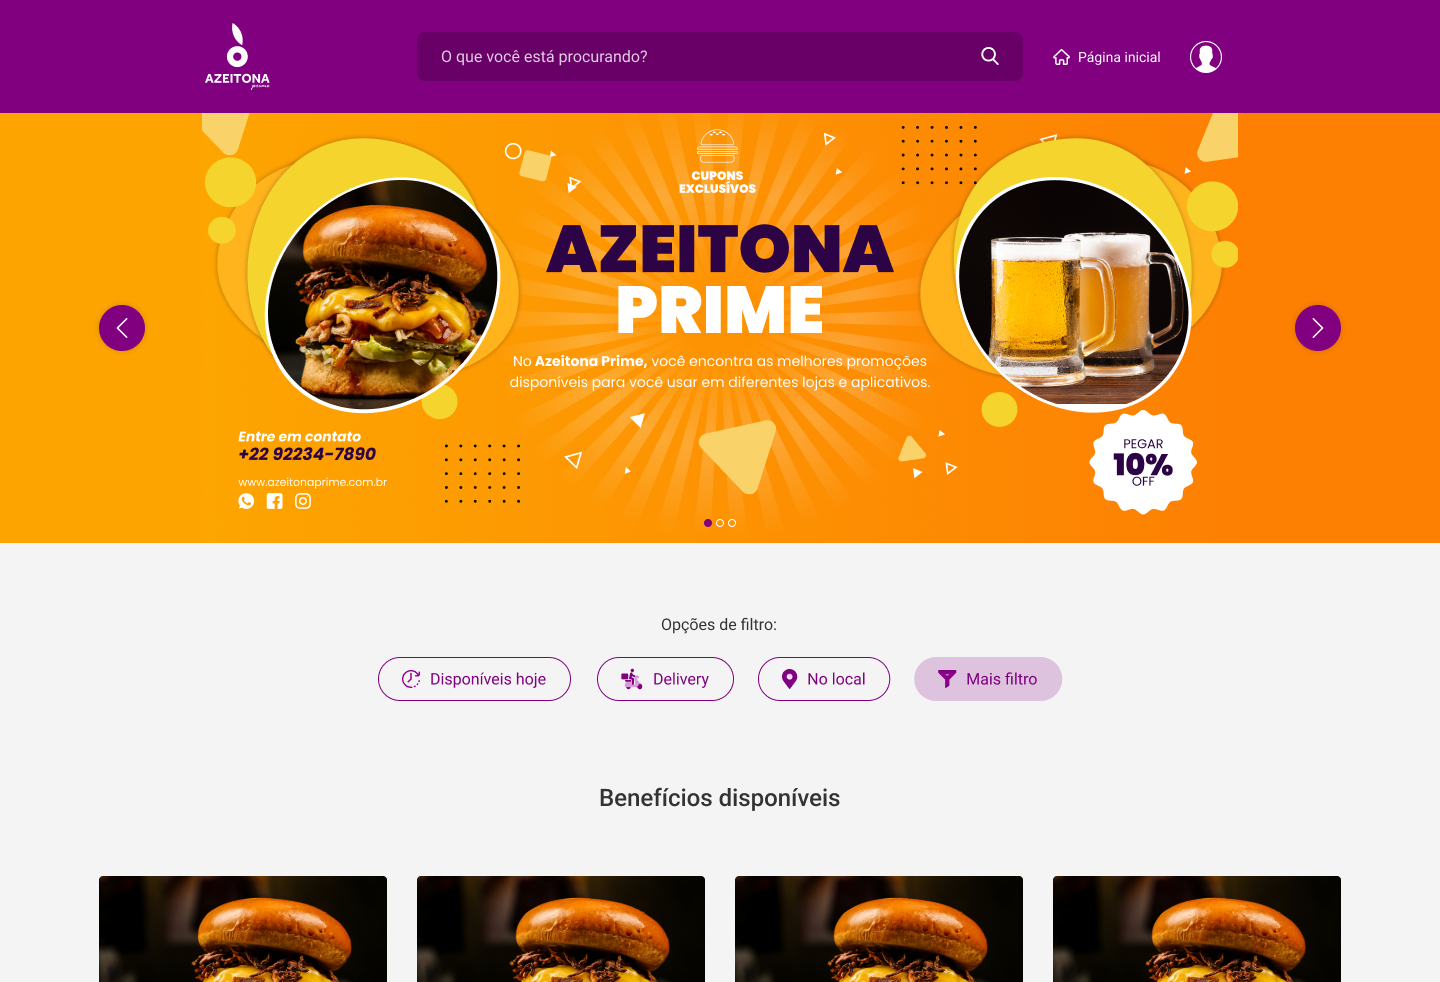 AZEITONA
prime
O que você está procurando?
Página inicial
CUPONS
EXCLUSÍVOS
AZEITONA
PRIME
No Azeitona Prime, você encontra as melhores promoções
disponíveis para você usar em diferentes lojas e aplicativos.
Entre em contato
+22 92234-7890
www.azeitonaprime.com.br
PEGAR
10%
OFF
Opções de filtro:
Disponíveis hoje
Delivery
No local
Mais filtro
Benefícios disponíveis